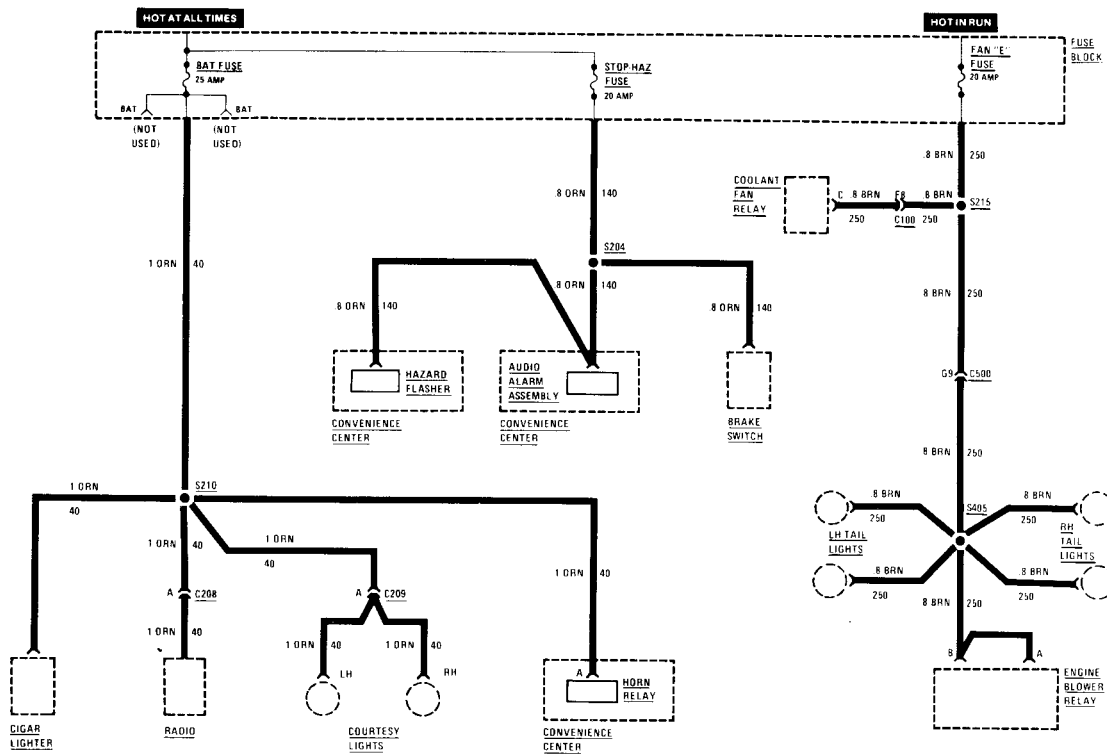 HOT AT ALL TIMES
HOT IN RUN
FUSE
BLOCK
BAT FUSE
25 AMP
STOP-HAZ
FUSE
20 AMP
FAN "E"
FUSE
20 AMP
BAT
BAT
(NOT
USED)
(NOT
USED)
.8 BRN
250
COOLANT
FAN
RELAY
C
.8 BRN
250
F8
C100
.8 BRN
250
S215
.8 ORN
140
S204
1 ORN
40
.8 ORN
140
.8 ORN
140
.8 ORN
140
.8 BRN
250
HAZARD
FLASHER
CONVENIENCE
CENTER
AUDIO
ALARM
ASSEMBLY
CONVENIENCE
CENTER
BRAKE
SWITCH
G9
C500
.8 BRN
250
S210
1 ORN
40
1 ORN
40
1 ORN
40
1 ORN
40
.8 BRN
250
LH TAIL
LIGHTS
S405
.8 BRN
250
RH
TAIL
LIGHTS
.8 BRN
250
.8 BRN
250
.8 BRN
250
A
C208
A
C209
1 ORN
40
1 ORN
40
1 ORN
40
LH
RH
B
A
ENGINE
BLOWER
RELAY
A
HORN
RELAY
CIGAR
LIGHTER
RADIO
COURTESY
LIGHTS
CONVENIENCE
CENTER